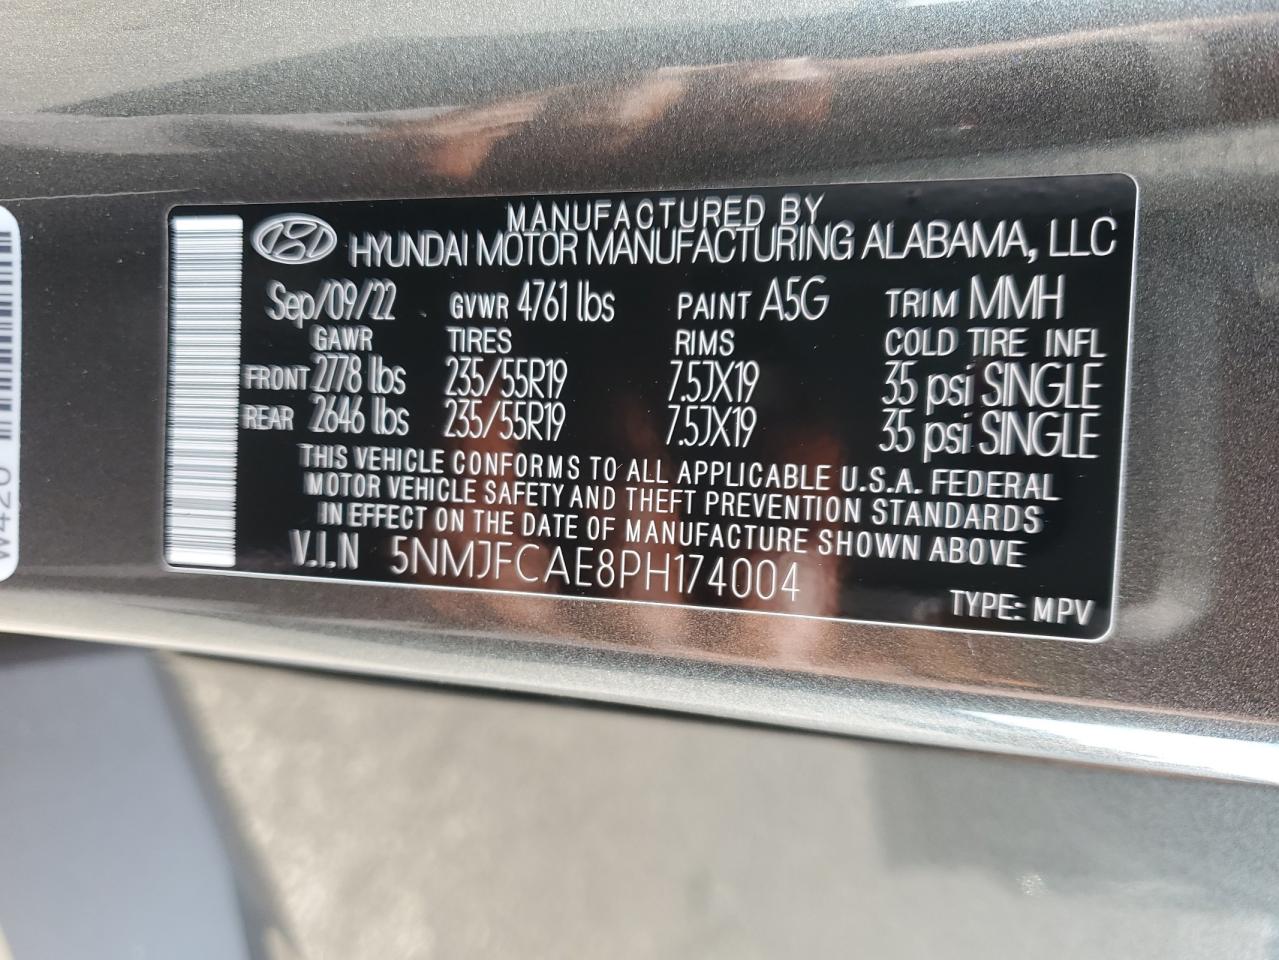 MANUFACTURED BY
HYUNDAI MOTOR MANUFACTURING ALABAMA, LLC
Sep/09/22 GVWR 4761 lbs PAINT A5G TRIM MMH
GAWR TIRES RIMS COLD TIRE INFL
FRONT 2778 lbs 235/55R19 7.5JX19 35 psi SINGLE
REAR 2646 lbs 235/55R19 7.5JX19 35 psi SINGLE
THIS VEHICLE CONFORMS TO ALL APPLICABLE U.S.A. FEDERAL
MOTOR VEHICLE SAFETY AND THEFT PREVENTION STANDARDS
IN EFFECT ON THE DATE OF MANUFACTURE SHOWN ABOVE
V.I.N 5NMJFCAE8PH174004
TYPE: MPV
W420